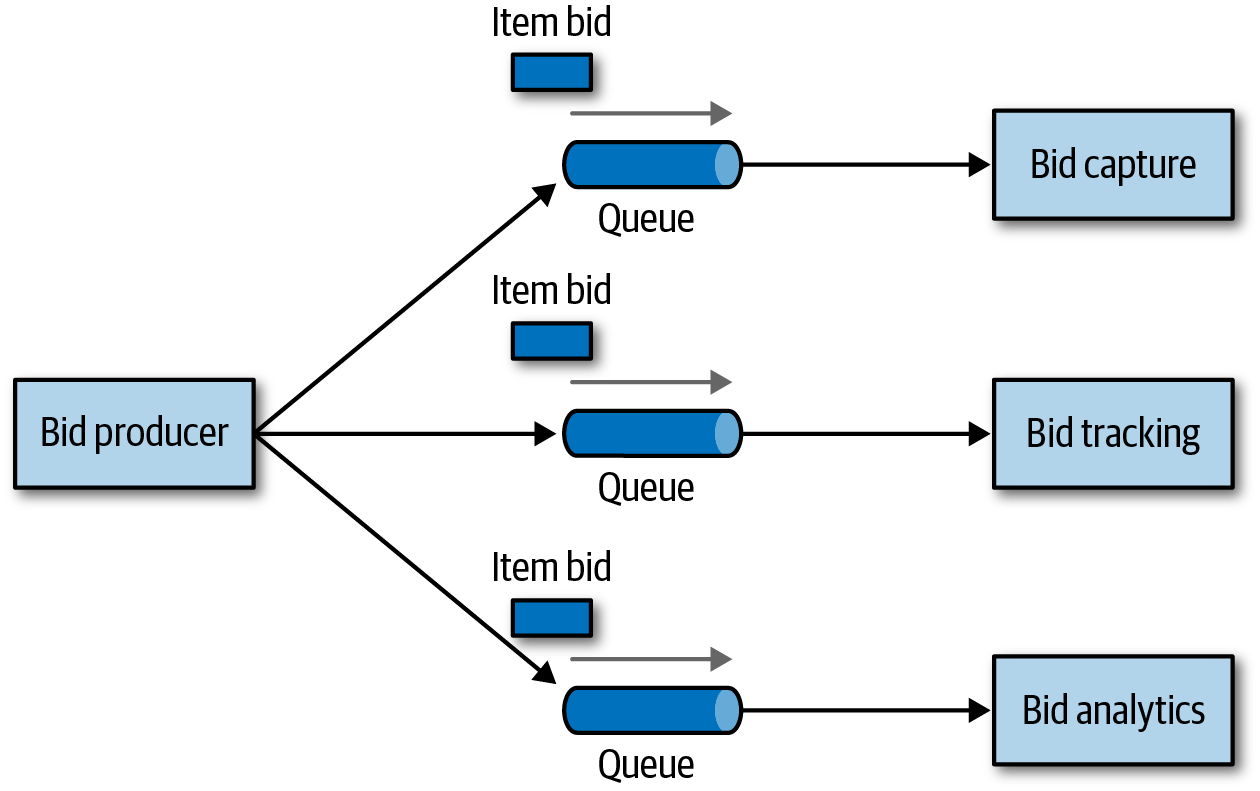 Item bid
Queue
Bid capture
Item bid
Bid producer
Queue
Bid tracking
Item bid
Queue
Bid analytics